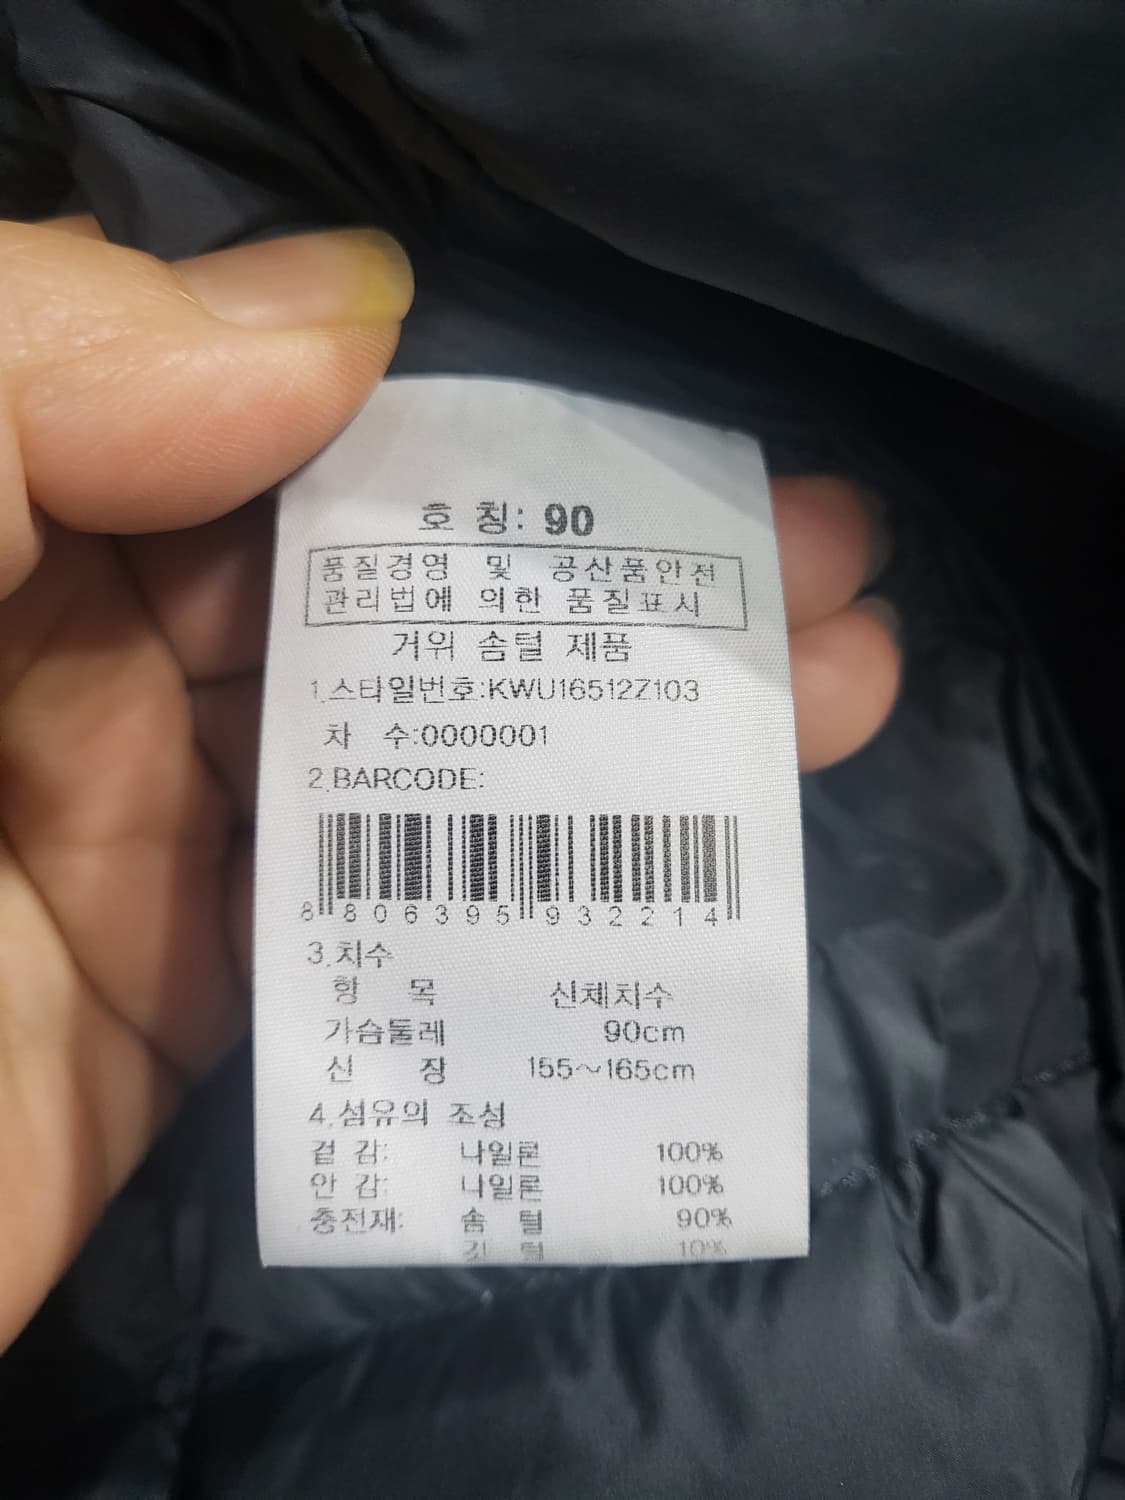 호 칭: 90
품질경영 및 공산품안전
관리법에 의한 품질표시
거위 솜털 제품
1.스타일번호:KWU16512Z103
차 수:0000001
2.BARCODE:
8 806395 932214
3.치수
항 목 신체치수
가슴둘레 90cm
신 장 155~165cm
4.섬유의 조성
겉 감: 나일론 100%
안 감: 나일론 100%
충전재: 솜 털 90%
깃 털 10%